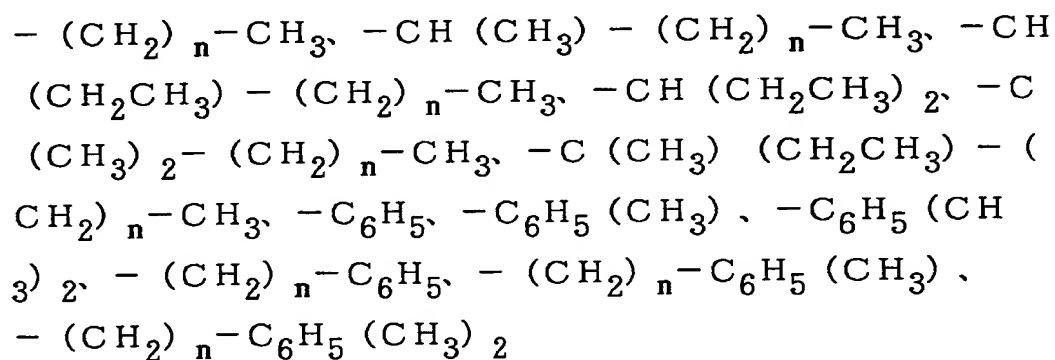 －(CH₂)ₙ－CH₃、－CH(CH₃)－(CH₂)ₙ－CH₃、－CH
(CH₂CH₃)－(CH₂)ₙ－CH₃、－CH(CH₂CH₃)₂、－C
(CH₃)₂－(CH₂)ₙ－CH₃、－C(CH₃) (CH₂CH₃)－(
CH₂)ₙ－CH₃、－C₆H₅、－C₆H₅(CH₃)、－C₆H₅(CH
₃)₂、－(CH₂)ₙ－C₆H₅、－(CH₂)ₙ－C₆H₅(CH₃)、
－(CH₂)ₙ－C₆H₅(CH₃)₂